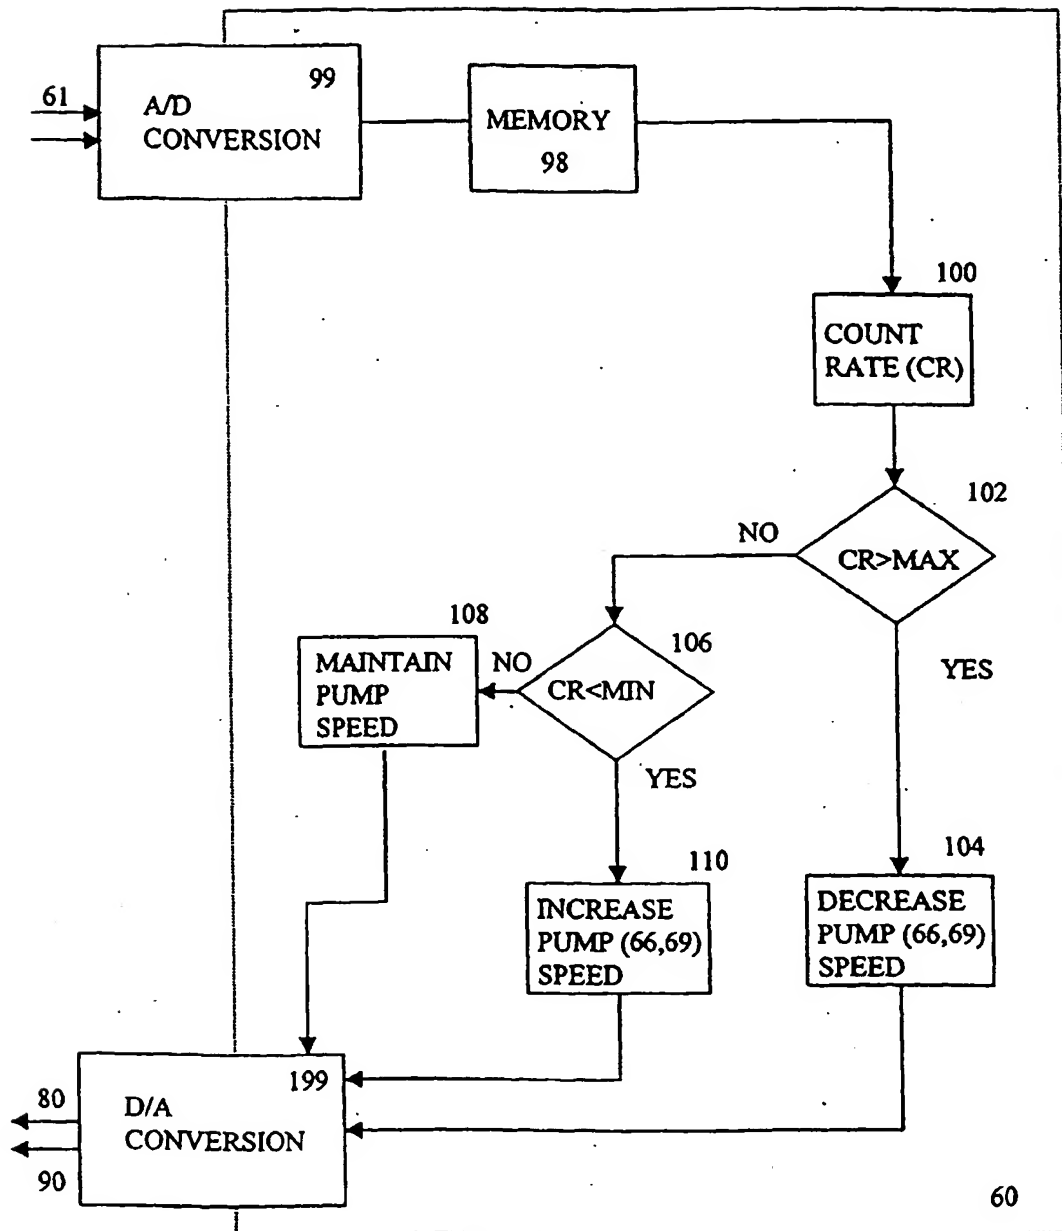 99
61
A/D
CONVERSION
MEMORY
98
100
COUNT
RATE (CR)
102
NO
CR>MAX
108
106
MAINTAIN
PUMP
SPEED
NO
CR<MIN
YES
YES
110
104
INCREASE
PUMP (66,69)
SPEED
DECREASE
PUMP (66,69)
SPEED
199
80
D/A
CONVERSION
90
60